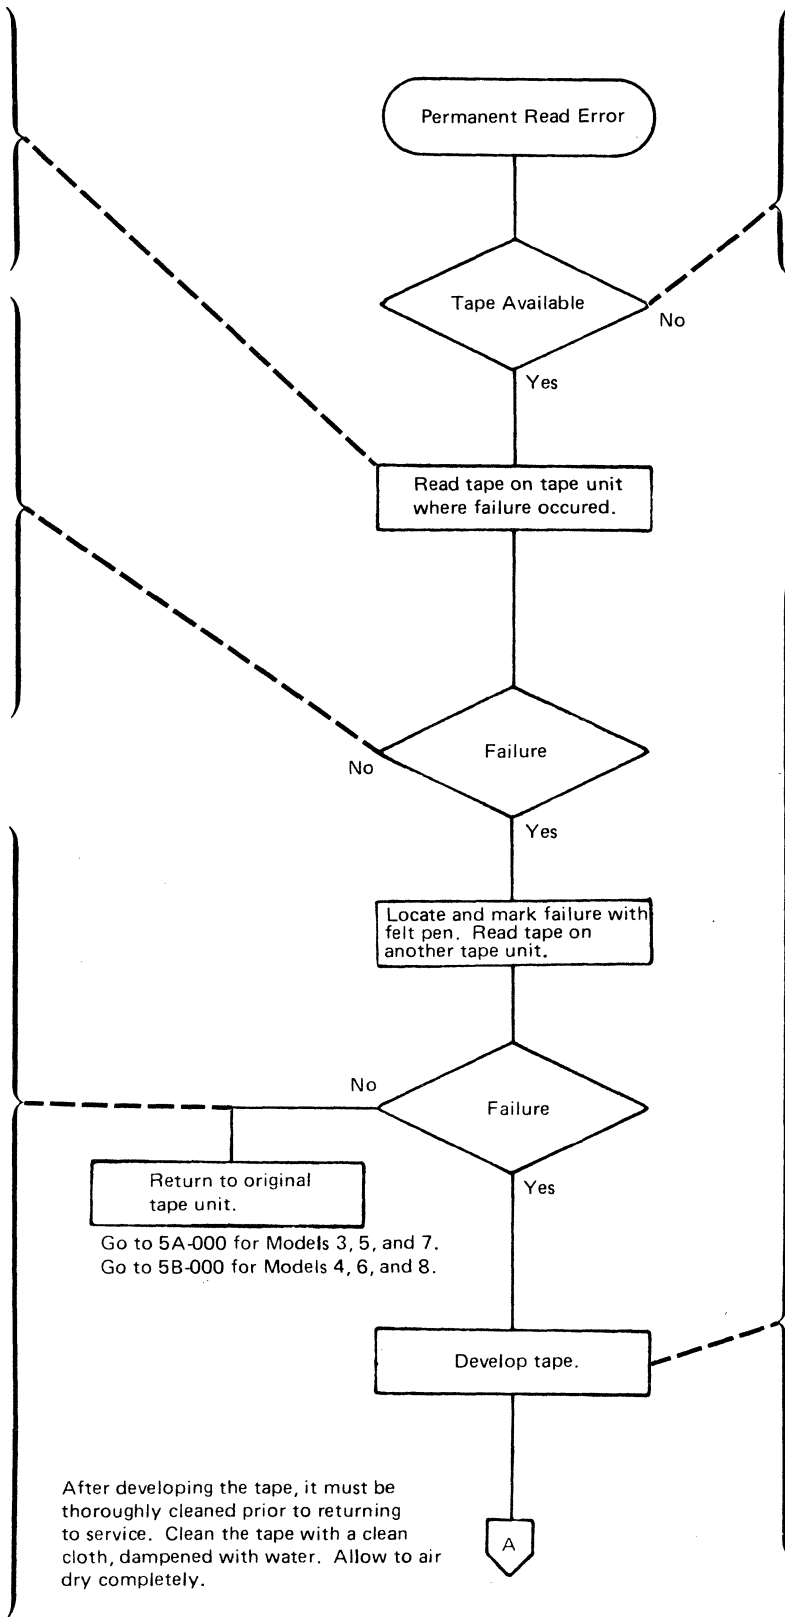 Permanent Read Error
Tape Available
No
Yes
Read tape on tape unit
where failure occured.
Failure
No
Yes
Locate and mark failure with
felt pen. Read tape on
another tape unit.
No
Failure
Yes
Return to original
tape unit.
Go to 5A-000 for Models 3, 5, and 7.
Go to 5B-000 for Models 4, 6, and 8.
Develop tape.
After developing the tape, it must be
thoroughly cleaned prior to returning
to service. Clean the tape with a clean
cloth, dampened with water. Allow to air
dry completely.
A